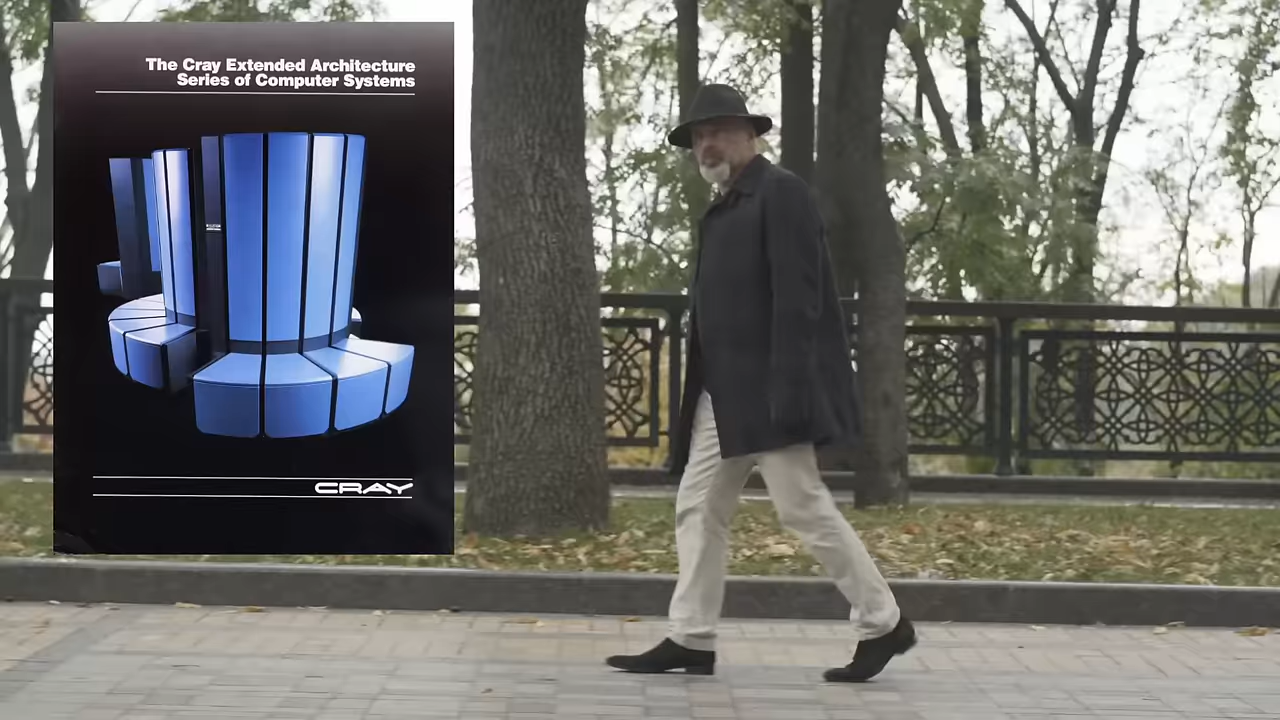 The Cray Extended Architecture
Series of Computer Systems
CRAY